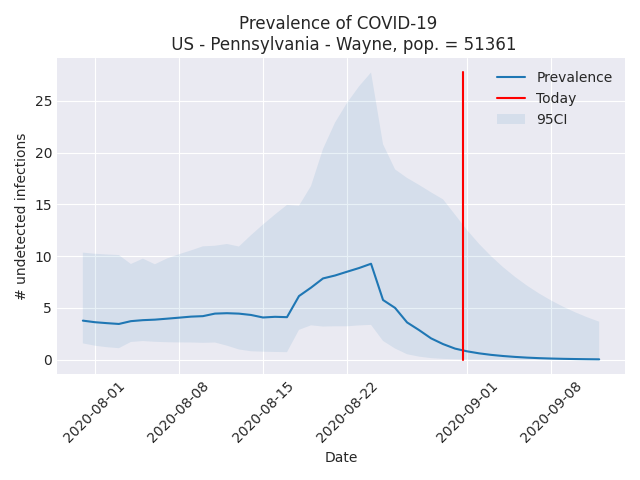 Prevalence of COVID-19
US - Pennsylvania - Wayne, pop. = 51361
Prevalence
Today
95CI
# undetected infections
25
20
15
10
5
0
2020-08-01
2020-08-08
2020-08-15
2020-08-22
2020-09-01
2020-09-08
Date